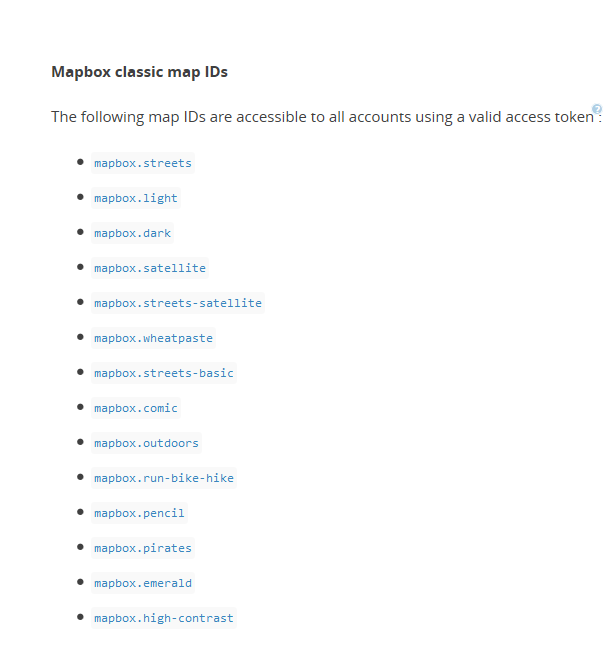 Mapbox classic map IDs
The following map IDs are accessible to all accounts using a valid access token ? :
mapbox.streets
mapbox.light
mapbox.dark
mapbox.satellite
mapbox.streets-satellite
mapbox.wheatpaste
mapbox.streets-basic
mapbox.comic
mapbox.outdoors
mapbox.run-bike-hike
mapbox.pencil
mapbox.pirates
mapbox.emerald
mapbox.high-contrast